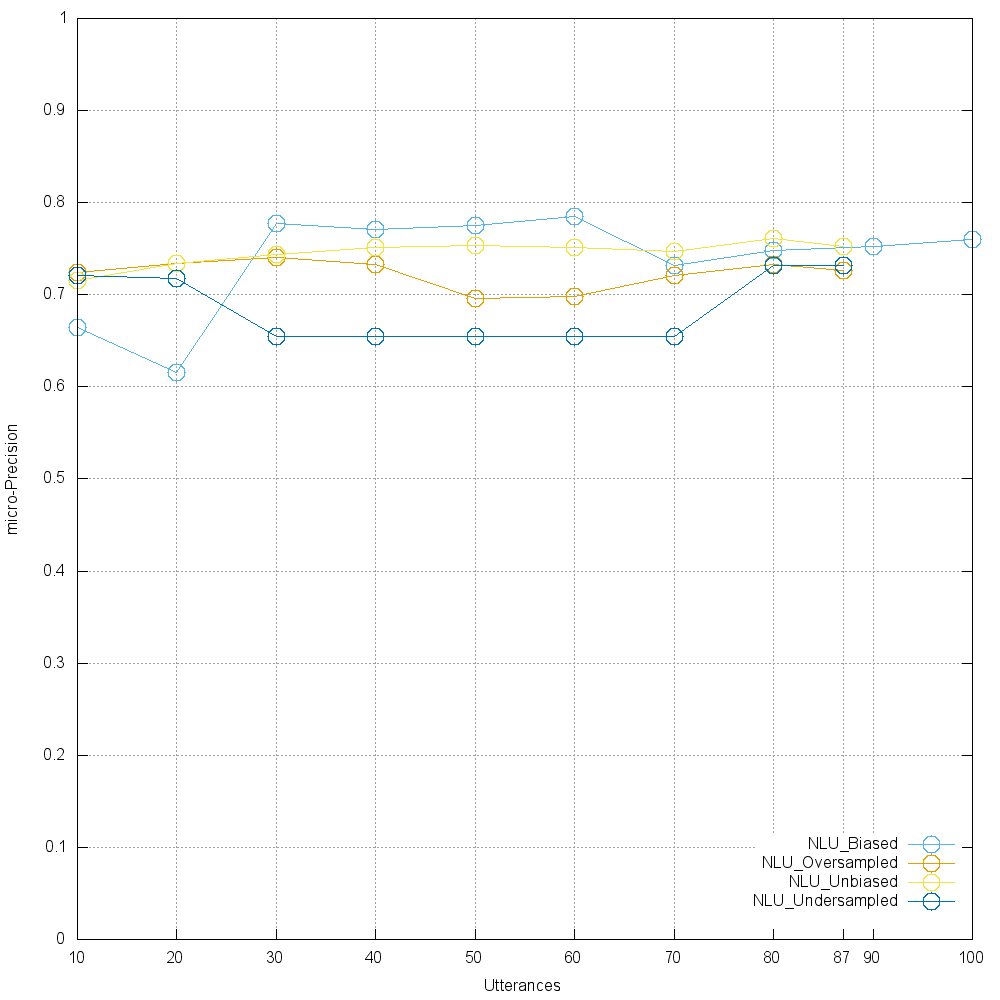 1
0.9
0.8
0.7
0.6
0.5
0.4
0.3
0.2
0.1
0
micro-Precision
NLU_Biased
NLU_Oversampled
NLU_Unbiased
NLU_Undersampled
10 20 30 40 50 60 70 80 87 90 100
Utterances